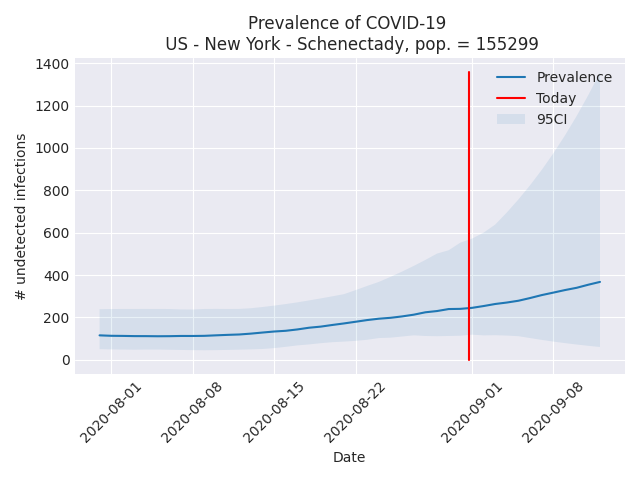 Prevalence of COVID-19
US - New York - Schenectady, pop. = 155299
1400
1200
1000
800
600
400
200
0
# undetected infections
Prevalence
Today
95CI
2020-08-01
2020-08-08
2020-08-15
2020-08-22
2020-09-01
2020-09-08
Date